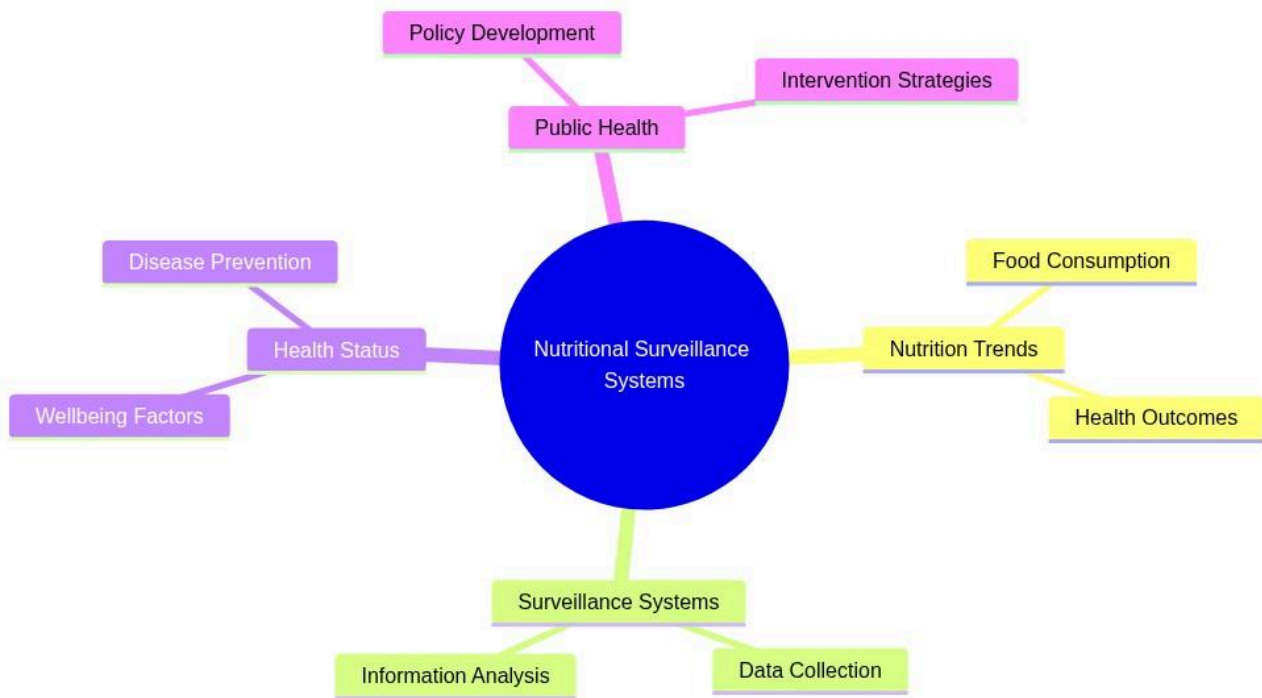 Policy Development
Intervention Strategies
Public Health
Disease Prevention
Food Consumption
Health Status
Nutritional Surveillance
Systems
Nutrition Trends
Wellbeing Factors
Health Outcomes
Surveillance Systems
Information Analysis
Data Collection